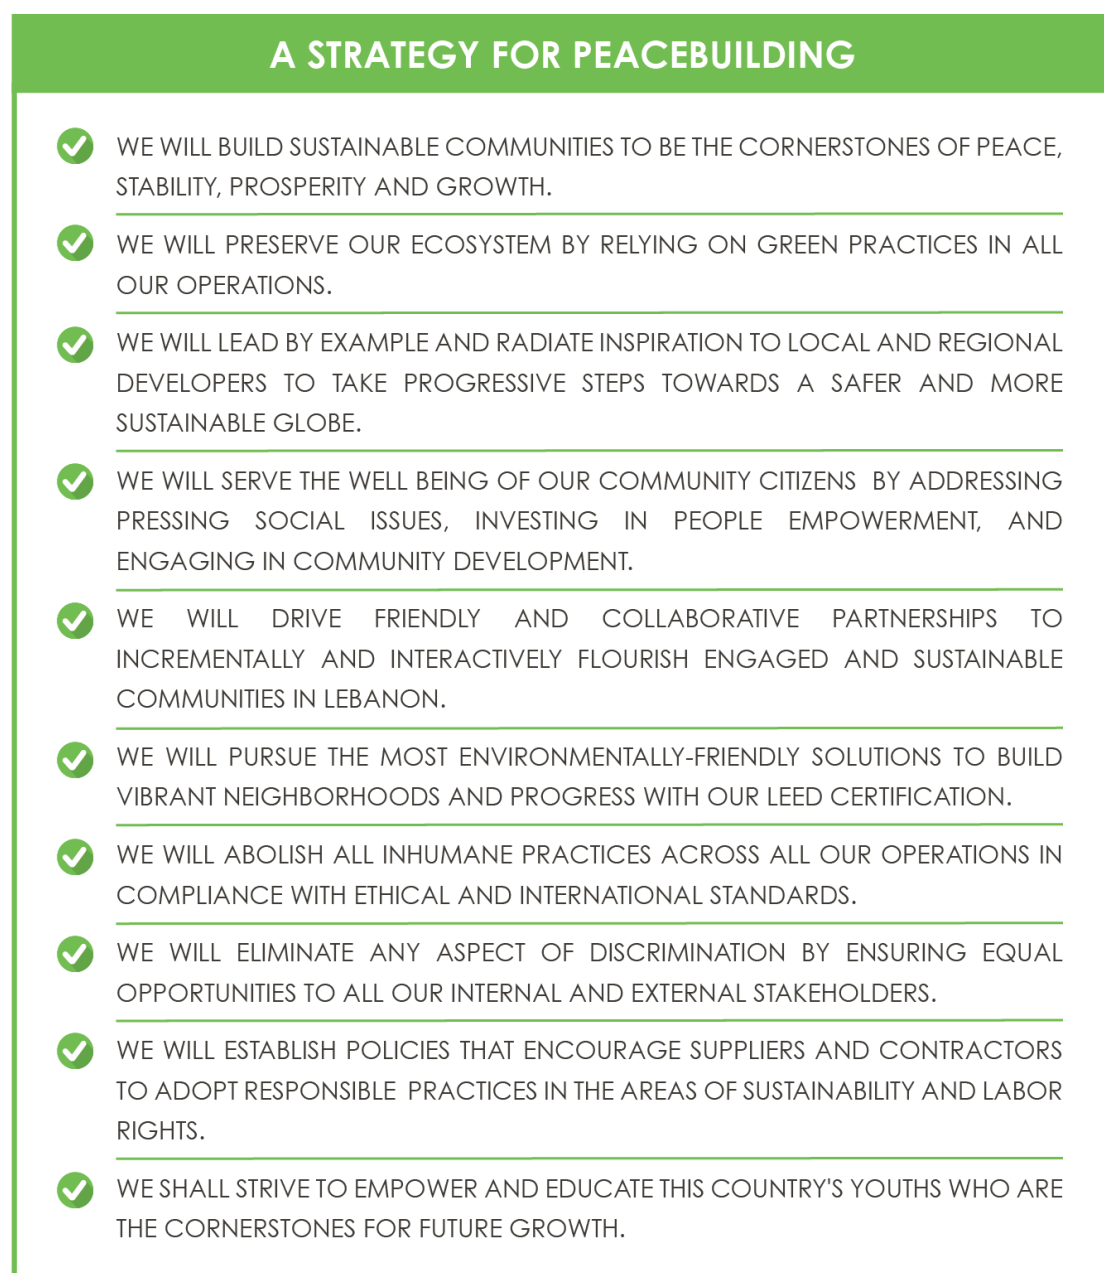 A STRATEGY FOR PEACEBUILDING
WE WILL BUILD SUSTAINABLE COMMUNITIES TO BE THE CORNERSTONES OF PEACE,
STABILITY, PROSPERITY AND GROWTH.
WE WILL PRESERVE OUR ECOSYSTEM BY RELYING ON GREEN PRACTICES IN ALL
OUR OPERATIONS.
WE WILL LEAD BY EXAMPLE AND RADIATE INSPIRATION TO LOCAL AND REGIONAL
DEVELOPERS TO TAKE PROGRESSIVE STEPS TOWARDS A SAFER AND MORE
SUSTAINABLE GLOBE.
WE WILL SERVE THE WELL BEING OF OUR COMMUNITY CITIZENS BY ADDRESSING
PRESSING SOCIAL ISSUES, INVESTING IN PEOPLE EMPOWERMENT, AND
ENGAGING IN COMMUNITY DEVELOPMENT.
WE WILL DRIVE FRIENDLY AND COLLABORATIVE PARTNERSHIPS TO
INCREMENTALLY AND INTERACTIVELY FLOURISH ENGAGED AND SUSTAINABLE
COMMUNITIES IN LEBANON.
WE WILL PURSUE THE MOST ENVIRONMENTALLY-FRIENDLY SOLUTIONS TO BUILD
VIBRANT NEIGHBORHOODS AND PROGRESS WITH OUR LEED CERTIFICATION.
WE WILL ABOLISH ALL INHUMANE PRACTICES ACROSS ALL OUR OPERATIONS IN
COMPLIANCE WITH ETHICAL AND INTERNATIONAL STANDARDS.
WE WILL ELIMINATE ANY ASPECT OF DISCRIMINATION BY ENSURING EQUAL
OPPORTUNITIES TO ALL OUR INTERNAL AND EXTERNAL STAKEHOLDERS.
WE WILL ESTABLISH POLICIES THAT ENCOURAGE SUPPLIERS AND CONTRACTORS
TO ADOPT RESPONSIBLE PRACTICES IN THE AREAS OF SUSTAINABILITY AND LABOR
RIGHTS.
WE SHALL STRIVE TO EMPOWER AND EDUCATE THIS COUNTRY'S YOUTHS WHO ARE
THE CORNERSTONES FOR FUTURE GROWTH.